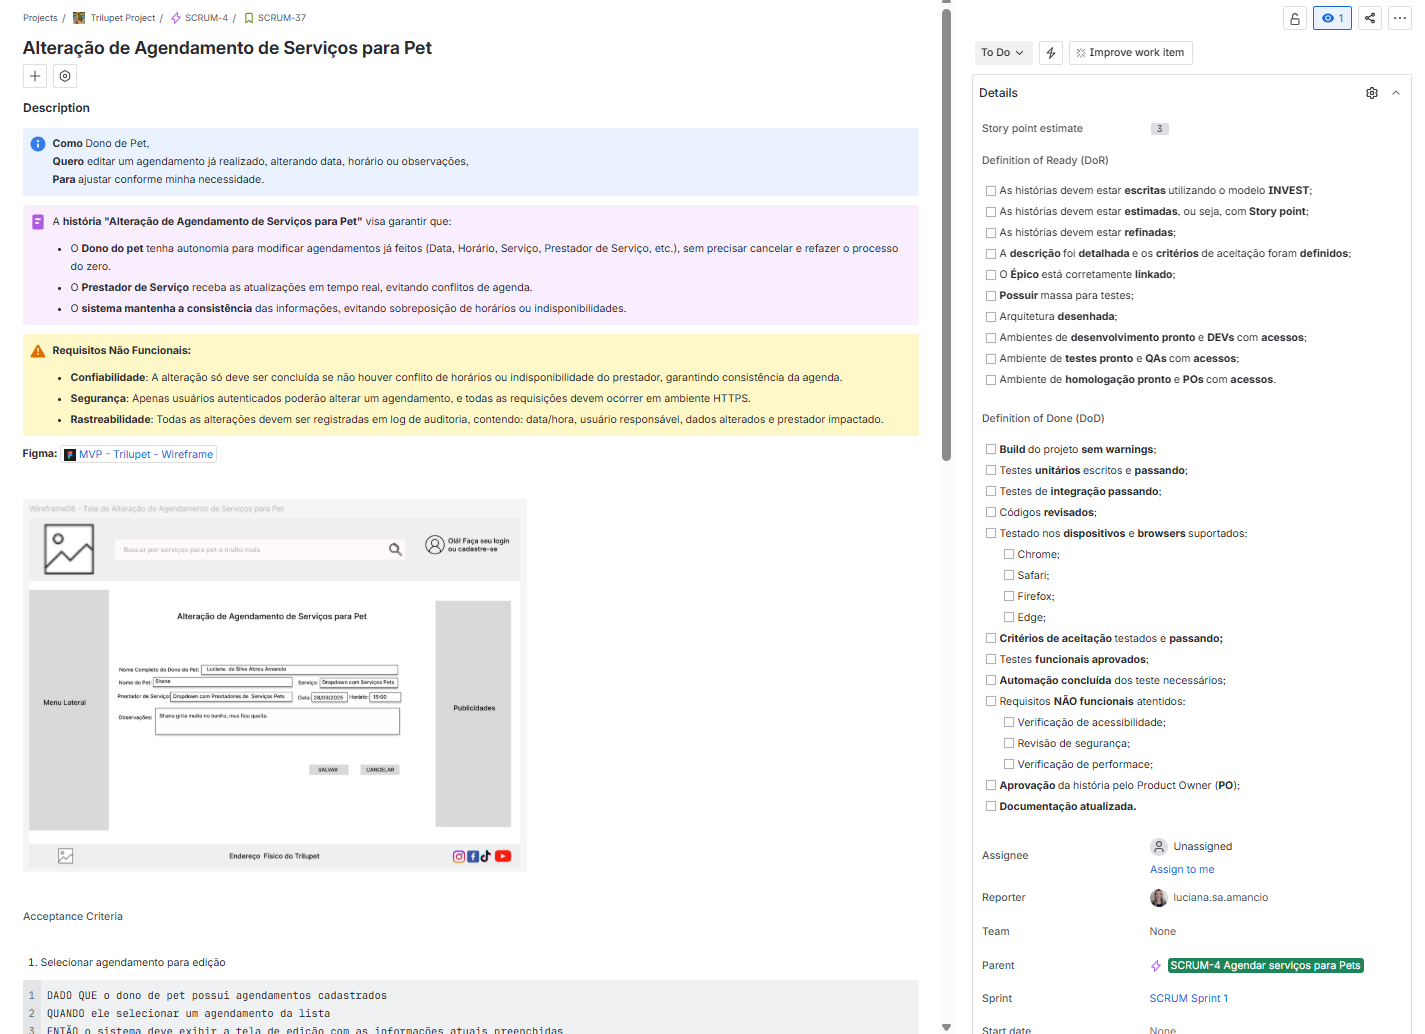 Projects / Trilupet Project / SCRUM-4 / SCRUM-37
Alteração de Agendamento de Serviços para Pet
Description
Como Dono de Pet,
Quero editar um agendamento já realizado, alterando data, horário ou observações,
Para ajustar conforme minha necessidade.
A história "Alteração de Agendamento de Serviços para Pet" visa garantir que:
• O Dono do pet tenha autonomia para modificar agendamentos já feitos (Data, Horário, Serviço, Prestador de Serviço, etc.), sem precisar cancelar e refazer o processo
do zero.
• O Prestador de Serviço receba as atualizações em tempo real, evitando conflitos de agenda.
• O sistema mantenha a consistência das informações, evitando sobreposição de horários ou indisponibilidades.
Requisitos Não Funcionais:
• Confiabilidade: A alteração só deve ser concluída se não houver conflito de horários ou indisponibilidade do prestador, garantindo consistência da agenda.
• Segurança: Apenas usuários autenticados poderão alterar um agendamento, e todas as requisições devem ocorrer em ambiente HTTPS.
• Rastreabilidade: Todas as alterações devem ser registradas em log de auditoria, contendo: data/hora, usuário responsável, dados alterados e prestador impactado.
Figma: MVP - Trilupet - Wireframe
Wireframe08 - Tela de Alteração de Agendamento de Serviços para Pet
Buscar por serviços para pet e muito mais
Olá! Faça seu login
ou cadastre-se
Alteração de Agendamento de Serviços para Pet
Nome Completo do Dono do Pet: Luciana da Silva Abreu Amancio
Nome do Pet: Shana Serviço: Dropdown com Serviços Pets
Prestador de Serviço: Dropdown com Prestadores de Serviços Pets Data: 28/09/2025 Horário: 15:00
Observações: Shana grita muito no banho, mas fica quieta.
SALVAR CANCELAR
Menu Lateral
Publicidades
Endereço Físico do Trilupet
Acceptance Criteria
1. Selecionar agendamento para edição
1 DADO QUE o dono de pet possui agendamentos cadastrados
2 QUANDO ele selecionar um agendamento da lista
3 ENTÃO o sistema deve exibir a tela de edição com as informações atuais preenchidas
1
To Do
Improve work item
Details
Story point estimate 3
Definition of Ready (DoR)
As histórias devem estar escritas utilizando o modelo INVEST;
As histórias devem estar estimadas, ou seja, com Story point;
As histórias devem estar refinadas;
A descrição foi detalhada e os critérios de aceitação foram definidos;
O Épico está corretamente linkado;
Possuir massa para testes;
Arquitetura desenhada;
Ambientes de desenvolvimento pronto e DEVs com acessos;
Ambiente de testes pronto e QAs com acessos;
Ambiente de homologação pronto e POs com acessos.
Definition of Done (DoD)
Build do projeto sem warnings;
Testes unitários escritos e passando;
Testes de integração passando;
Códigos revisados;
Testado nos dispositivos e browsers suportados:
Chrome;
Safari;
Firefox;
Edge;
Critérios de aceitação testados e passando;
Testes funcionais aprovados;
Automação concluída dos teste necessários;
Requisitos NÃO funcionais atentidos:
Verificação de acessibilidade;
Revisão de segurança;
Verificação de performace;
Aprovação da história pelo Product Owner (PO);
Documentação atualizada.
Assignee Unassigned
Assign to me
Reporter luciana.sa.amancio
Team None
Parent SCRUM-4 Agendar serviços para Pets
Sprint SCRUM Sprint 1
Start date None